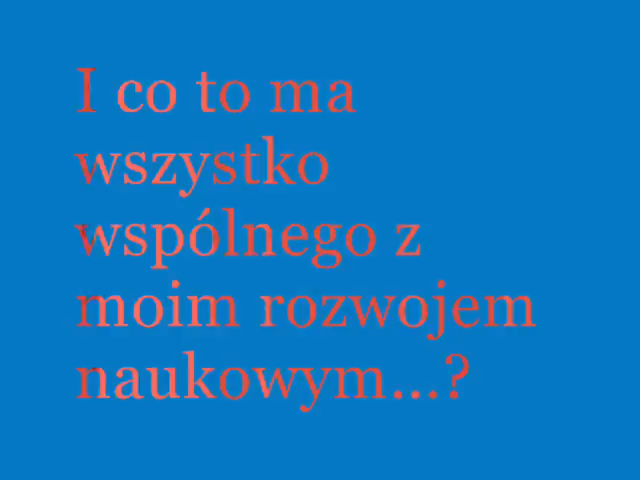 I co to ma
wszystko
wspólnego z
moim rozwojem
naukowym...?